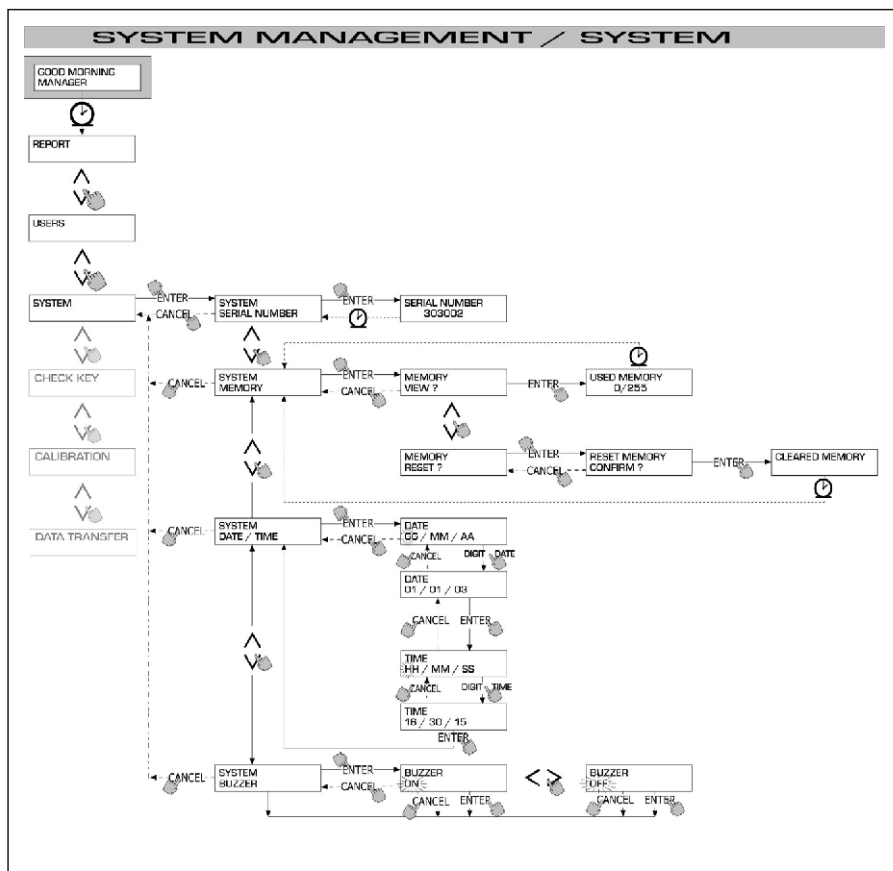 SYSTEM MANAGEMENT / SYSTEM
GOOD MORNING
MANAGER
REPORT
USERS
SYSTEM
ENTER
CANCEL
SYSTEM
SERIAL NUMBER
ENTER
SERIAL NUMBER
303002
CHECK KEY
CANCEL
SYSTEM
MEMORY
ENTER
CANCEL
MEMORY
VIEW ?
ENTER
USED MEMORY
0/255
CALIBRATION
MEMORY
RESET ?
ENTER
CANCEL
RESET MEMORY
CONFIRM ?
ENTER
CLEARED MEMORY
DATA TRANSFER
CANCEL
SYSTEM
DATE / TIME
ENTER
CANCEL
DATE
GG / MM / AA
CANCEL
DIGIT DATE
DATE
01 / 01 / 03
CANCEL ENTER
TIME
HH / MM / SS
CANCEL
DIGIT TIME
TIME
16 / 30 / 15
ENTER
CANCEL
SYSTEM
BUZZER
ENTER
CANCEL
BUZZER
ON
CANCEL ENTER
BUZZER
OFF
CANCEL ENTER